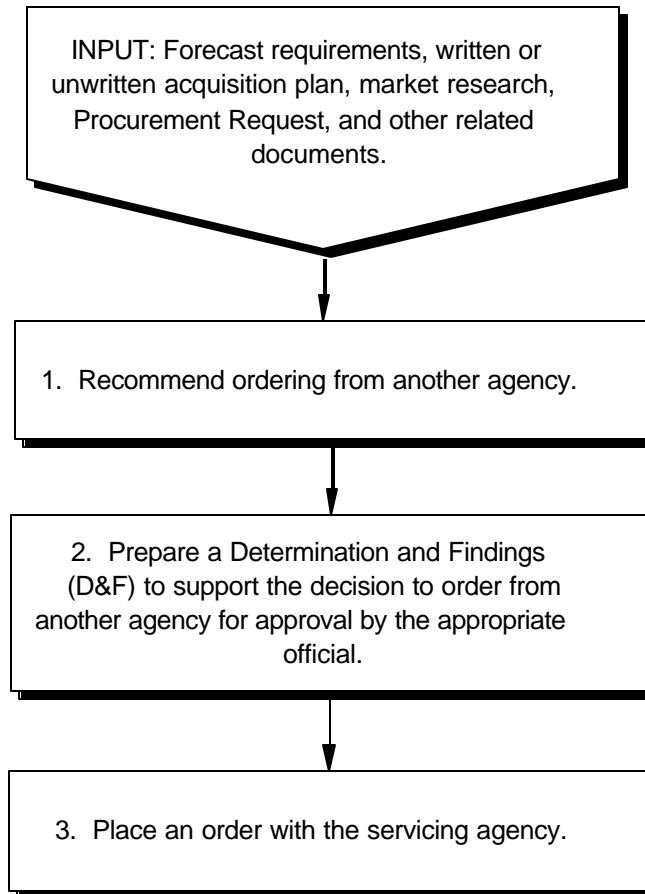 INPUT: Forecast requirements, written or
unwritten acquisition plan, market research,
Procurement Request, and other related
documents.
1. Recommend ordering from another agency.
2. Prepare a Determination and Findings
(D&F) to support the decision to order from
another agency for approval by the appropriate
official.
3. Place an order with the servicing agency.